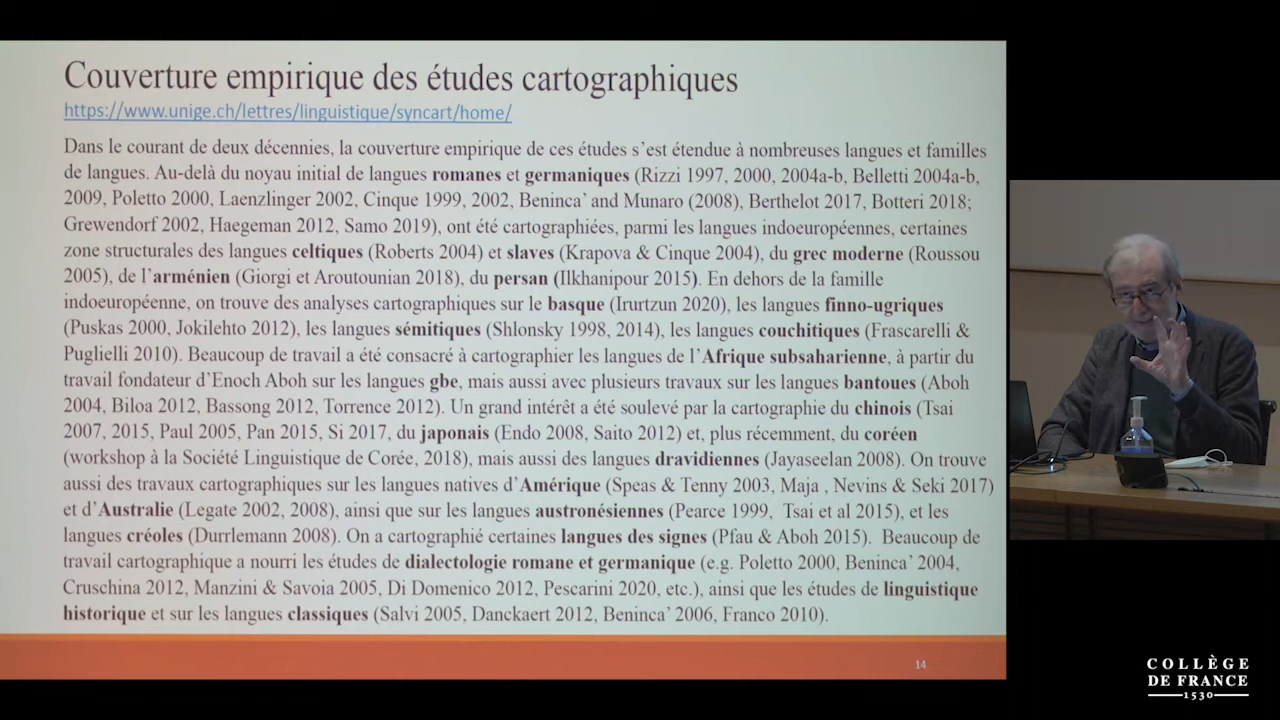 Couverture empirique des études cartographiques
https://www.unige.ch/lettres/linguistique/syncart/home/
Dans le courant de deux décennies, la couverture empirique de ces études s’est étendue à nombreuses langues et familles
de langues. Au-delà du noyau initial de langues romanes et germaniques (Rizzi 1997, 2000, 2004a-b, Belletti 2004a-b,
2009, Poletto 2000, Laenzlinger 2002, Cinque 1999, 2002, Beninca’ and Munaro (2008), Berthelot 2017, Botteri 2018;
Grewendorf 2002, Haegeman 2012, Samo 2019), ont été cartographiées, parmi les langues indoeuropéennes, certaines
zone structurales des langues celtiques (Roberts 2004) et slaves (Krapova & Cinque 2004), du grec moderne (Roussou
2005), de l’arménien (Giorgi et Aroutounian 2018), du persan (Ilkhanipour 2015). En dehors de la famille
indoeuropéenne, on trouve des analyses cartographiques sur le basque (Irurtzun 2020), les langues finno-ugriques
(Puskas 2000, Jokilehto 2012), les langues sémitiques (Shlonsky 1998, 2014), les langues couchitiques (Frascarelli &
Puglielli 2010). Beaucoup de travail a été consacré à cartographier les langues de l’Afrique subsaharienne, à partir du
travail fondateur d’Enoch Aboh sur les langues gbe, mais aussi avec plusieurs travaux sur les langues bantoues (Aboh
2004, Biloa 2012, Bassong 2012, Torrence 2012). Un grand intérêt a été soulevé par la cartographie du chinois (Tsai
2007, 2015, Paul 2005, Pan 2015, Si 2017, du japonais (Endo 2008, Saito 2012) et, plus récemment, du coréen
(workshop à la Société Linguistique de Corée, 2018), mais aussi des langues dravidiennes (Jayaseelan 2008). On trouve
aussi des travaux cartographiques sur les langues natives d’Amérique (Speas & Tenny 2003, Maja , Nevins & Seki 2017)
et d’Australie (Legate 2002, 2008), ainsi que sur les langues austronésiennes (Pearce 1999, Tsai et al 2015), et les
langues créoles (Durrlemann 2008). On a cartographié certaines langues des signes (Pfau & Aboh 2015). Beaucoup de
travail cartographique a nourri les études de dialectologie romane et germanique (e.g. Poletto 2000, Beninca’ 2004,
Cruschina 2012, Manzini & Savoia 2005, Di Domenico 2012, Pescarini 2020, etc.), ainsi que les études de linguistique
historique et sur les langues classiques (Salvi 2005, Danckaert 2012, Beninca’ 2006, Franco 2010).
14
COLLÈGE
DE FRANCE
1530